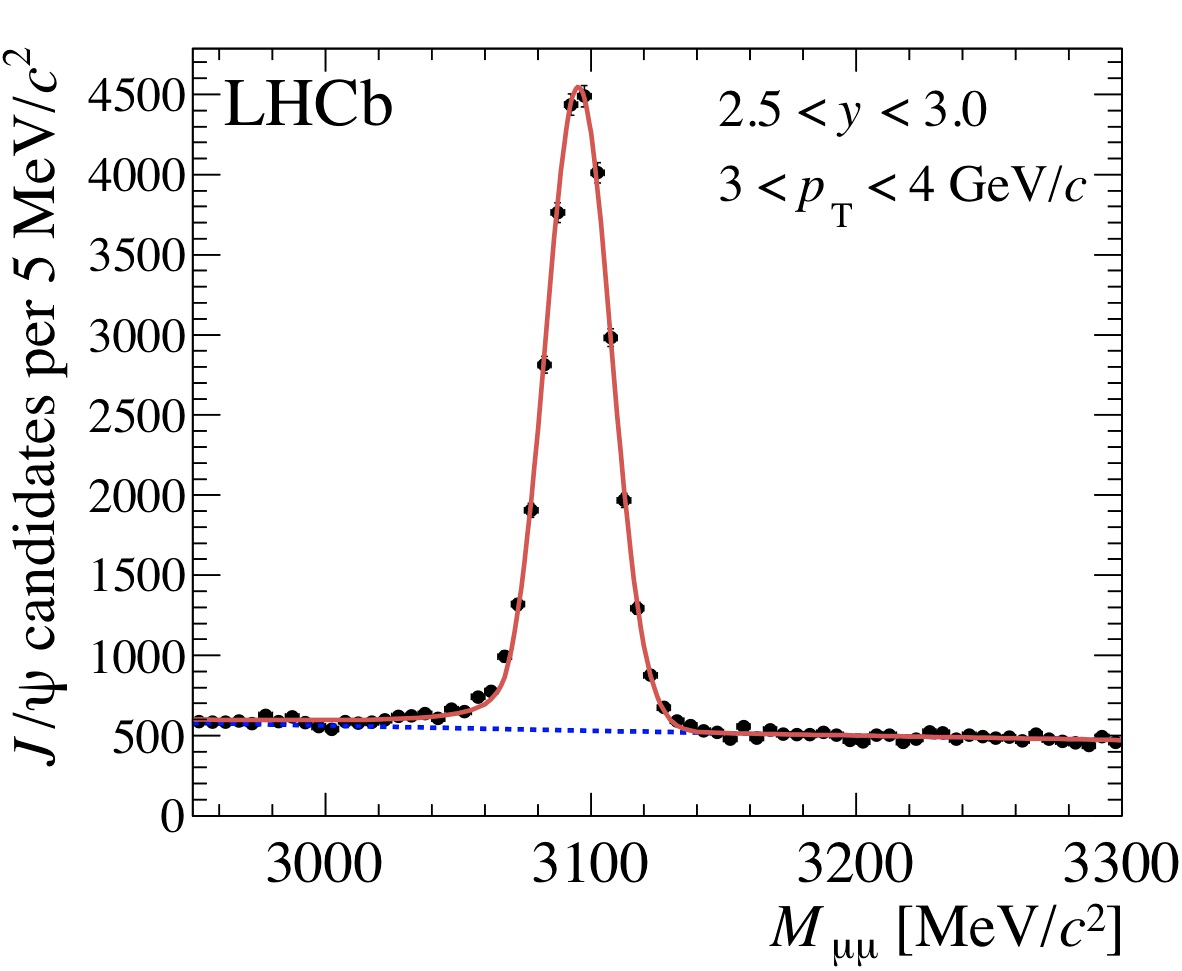 LHCb
2.5 < y < 3.0
3 < p_T < 4 GeV/c
J/ψ candidates per 5 MeV/c²
4500
4000
3500
3000
2500
2000
1500
1000
500
0
3000 3100 3200 3300
M_μμ [MeV/c²]